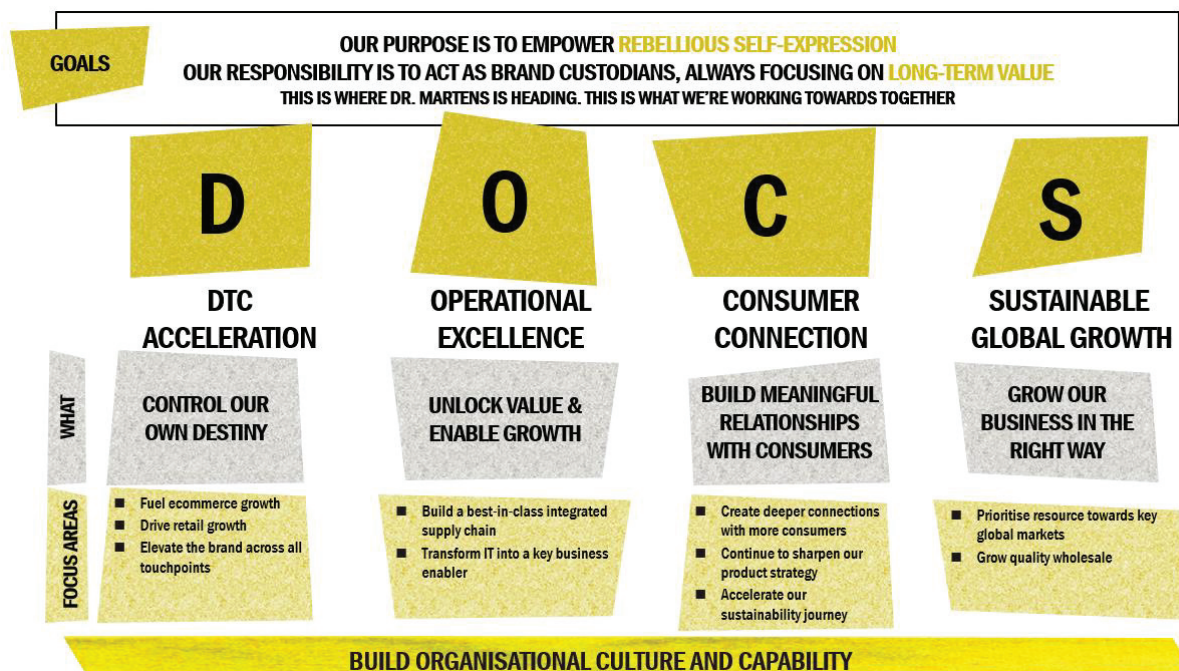 GOALS
OUR PURPOSE IS TO EMPOWER REBELLIOUS SELF-EXPRESSION
OUR RESPONSIBILITY IS TO ACT AS BRAND CUSTODIANS, ALWAYS FOCUSING ON LONG-TERM VALUE
THIS IS WHERE DR. MARTENS IS HEADING. THIS IS WHAT WE'RE WORKING TOWARDS TOGETHER
D
O
C
S
DTC
ACCELERATION
OPERATIONAL
EXCELLENCE
CONSUMER
CONNECTION
SUSTAINABLE
GLOBAL GROWTH
WHAT
CONTROL OUR
OWN DESTINY
UNLOCK VALUE &
ENABLE GROWTH
BUILD MEANINGFUL
RELATIONSHIPS
WITH CONSUMERS
GROW OUR
BUSINESS IN THE
RIGHT WAY
FOCUS AREAS
■ Fuel ecommerce growth
■ Drive retail growth
■ Elevate the brand across all
touchpoints
■ Build a best-in-class integrated
supply chain
■ Transform IT into a key business
enabler
■ Create deeper connections
with more consumers
■ Continue to sharpen our
product strategy
■ Accelerate our
sustainability journey
■ Prioritise resource towards key
global markets
■ Grow quality wholesale
BUILD ORGANISATIONAL CULTURE AND CAPABILITY